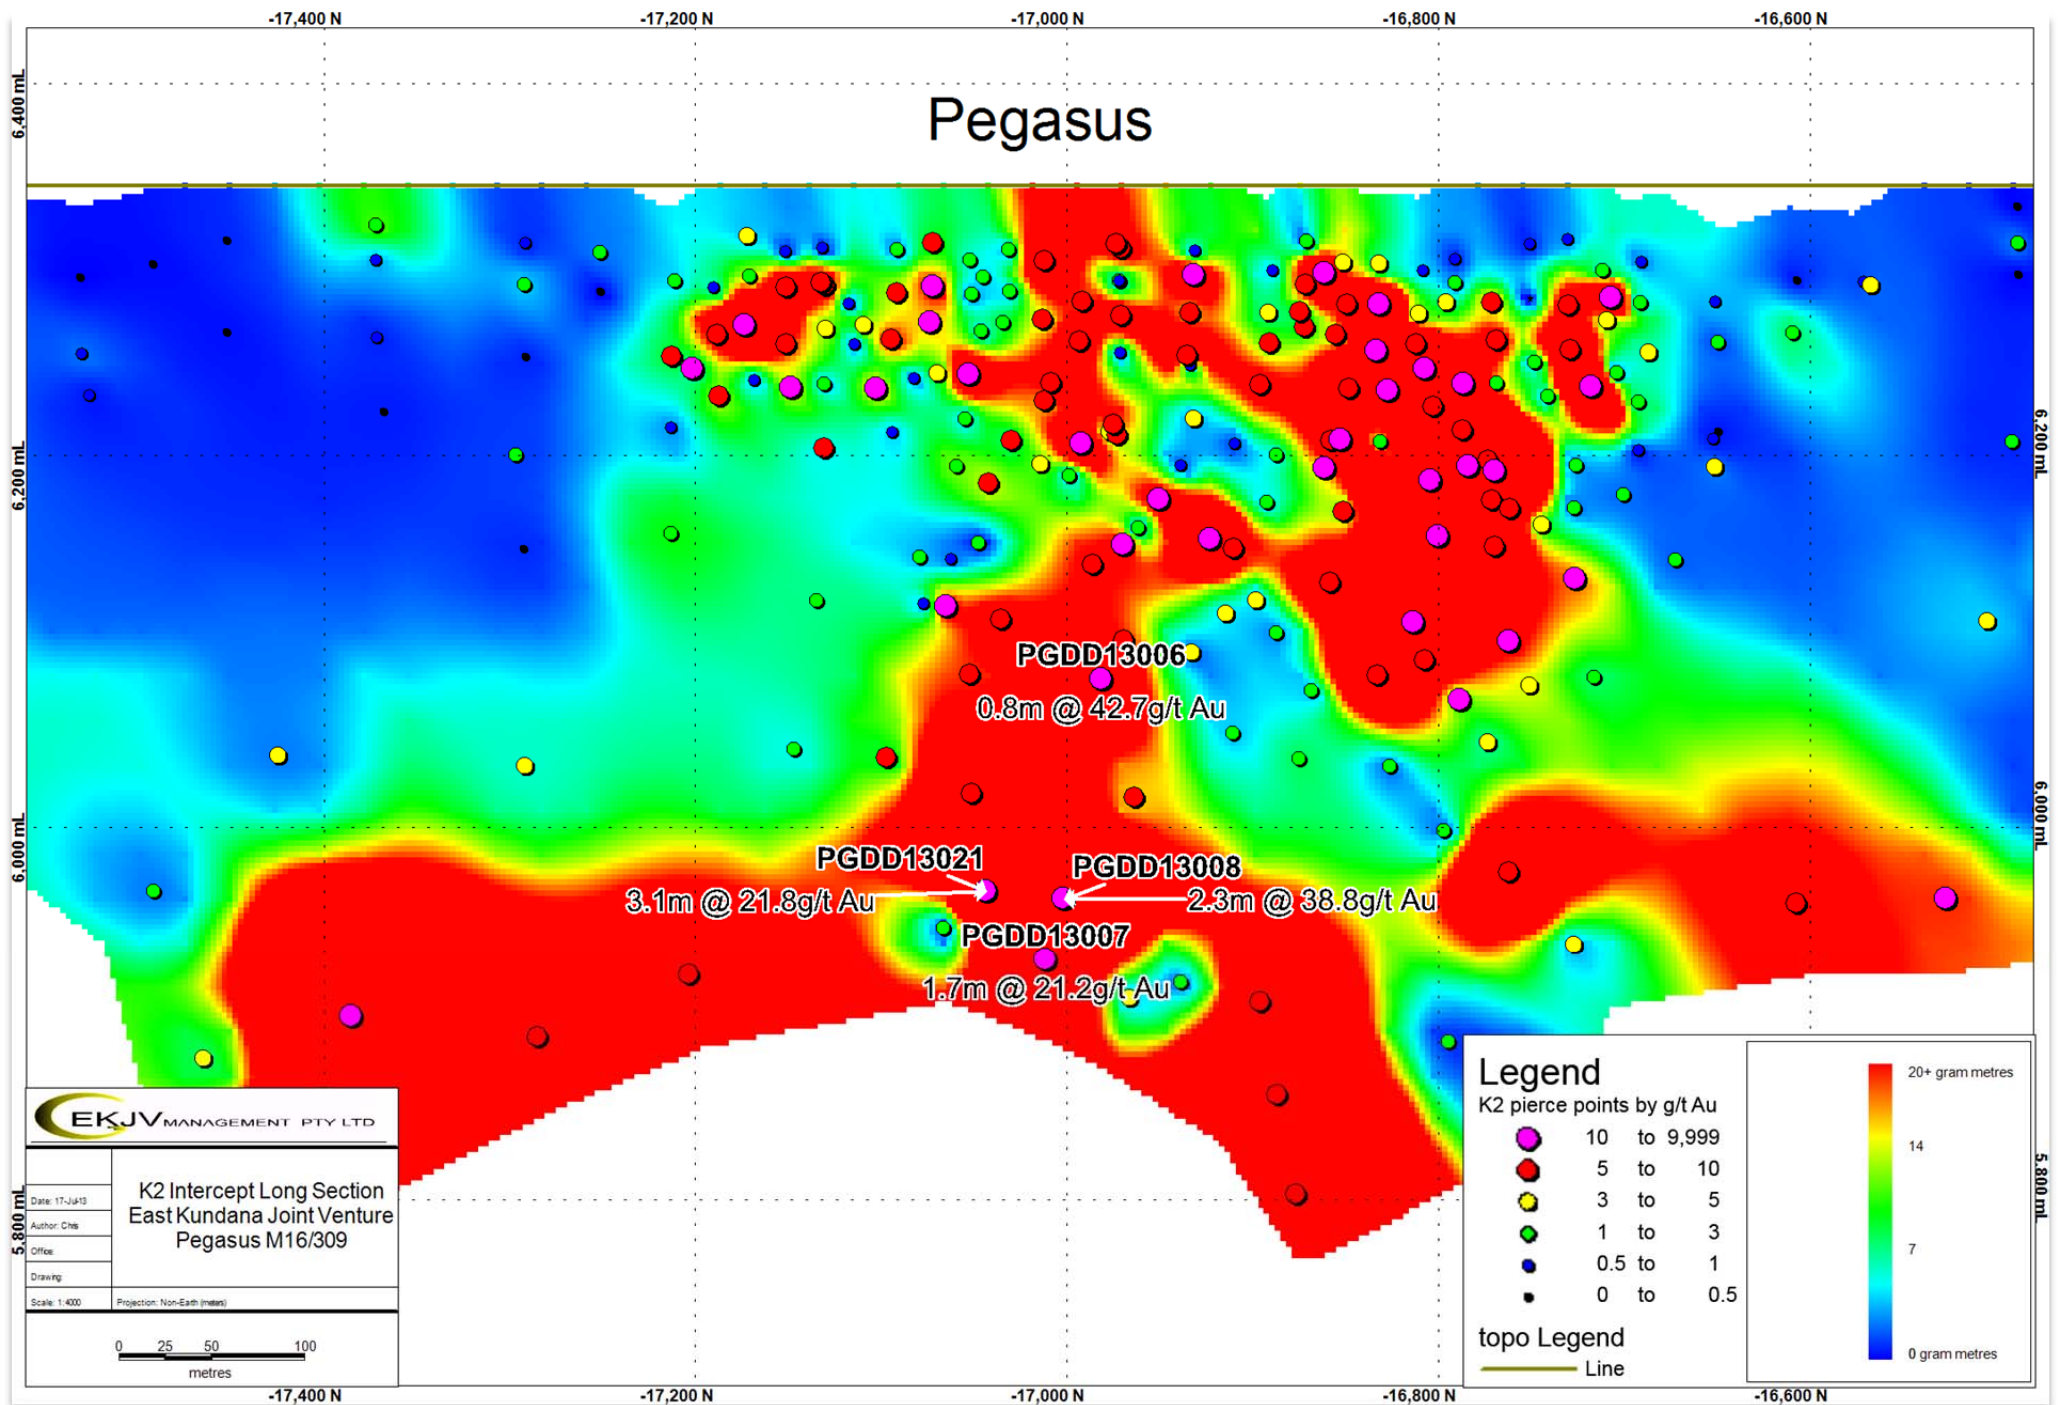 -17,400 N -17,200 N -17,000 N -16,800 N -16,600 N
6,400 mL
Pegasus
6,200 mL 6,200 mL
PGDD13006
0.8m @ 42.7g/t Au
6,000 mL 6,000 mL
PGDD13021 PGDD13008
3.1m @ 21.8g/t Au 2.3m @ 38.8g/t Au
PGDD13007
1.7m @ 21.2g/t Au
EKJV MANAGEMENT PTY LTD
K2 Intercept Long Section
East Kundana Joint Venture
Pegasus M16/309
Date: 17-Jul-13
Author: Chris
Office:
Drawing:
Scale: 1:4000 Projection: Non-Earth (meters)
0 25 50 100
metres
5,800 mL 5,800 mL
Legend
K2 pierce points by g/t Au
10 to 9,999
5 to 10
3 to 5
1 to 3
0.5 to 1
0 to 0.5
topo Legend
Line
20+ gram metres
14
7
0 gram metres
-17,400 N -17,200 N -17,000 N -16,800 N -16,600 N